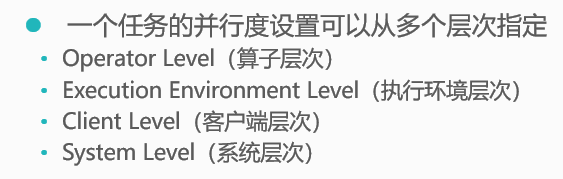 一个任务的并行度设置可以从多个层次指定
Operator Level（算子层次）
Execution Environment Level（执行环境层次）
Client Level（客户端层次）
System Level（系统层次）